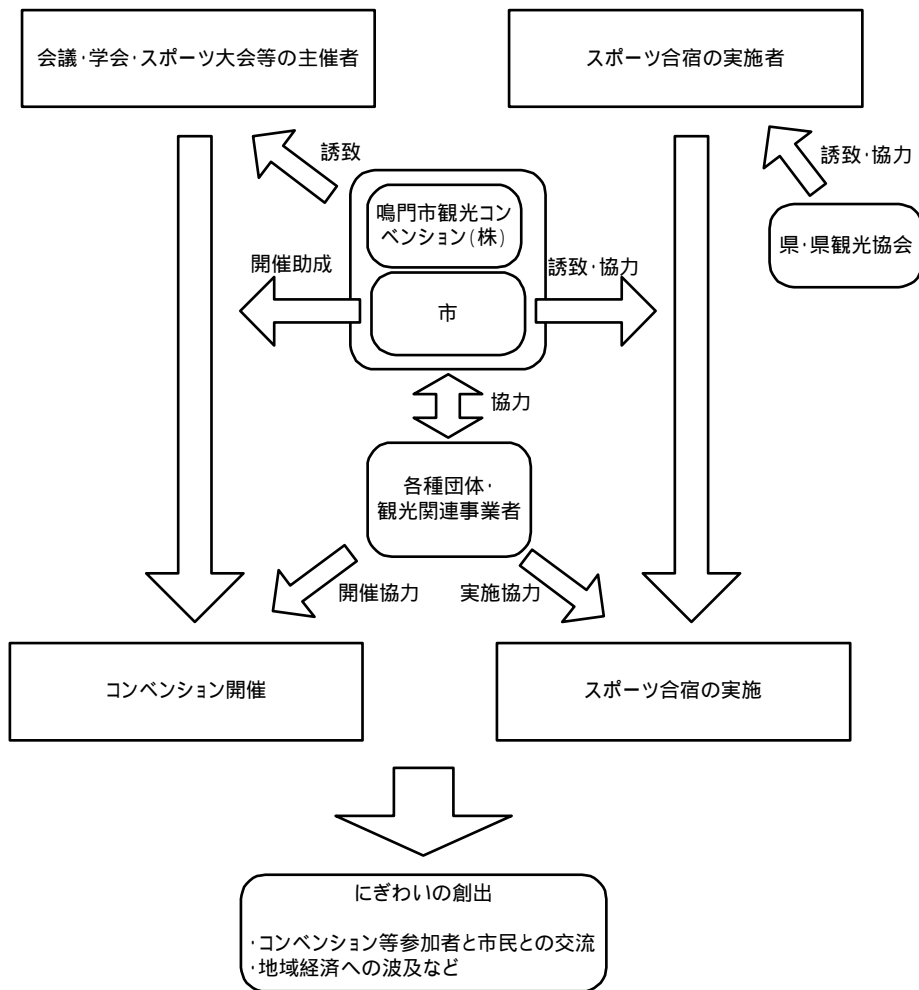 会議・学会・スポーツ大会等の主催者
スポーツ合宿の実施者
誘致
誘致・協力
鳴門市観光コン
ベンション(株)
県・県観光協会
開催助成
誘致・協力
市
協力
各種団体・
観光関連事業者
開催協力
実施協力
コンベンション開催
スポーツ合宿の実施
にぎわいの創出
・コンベンション等参加者と市民との交流
・地域経済への波及など